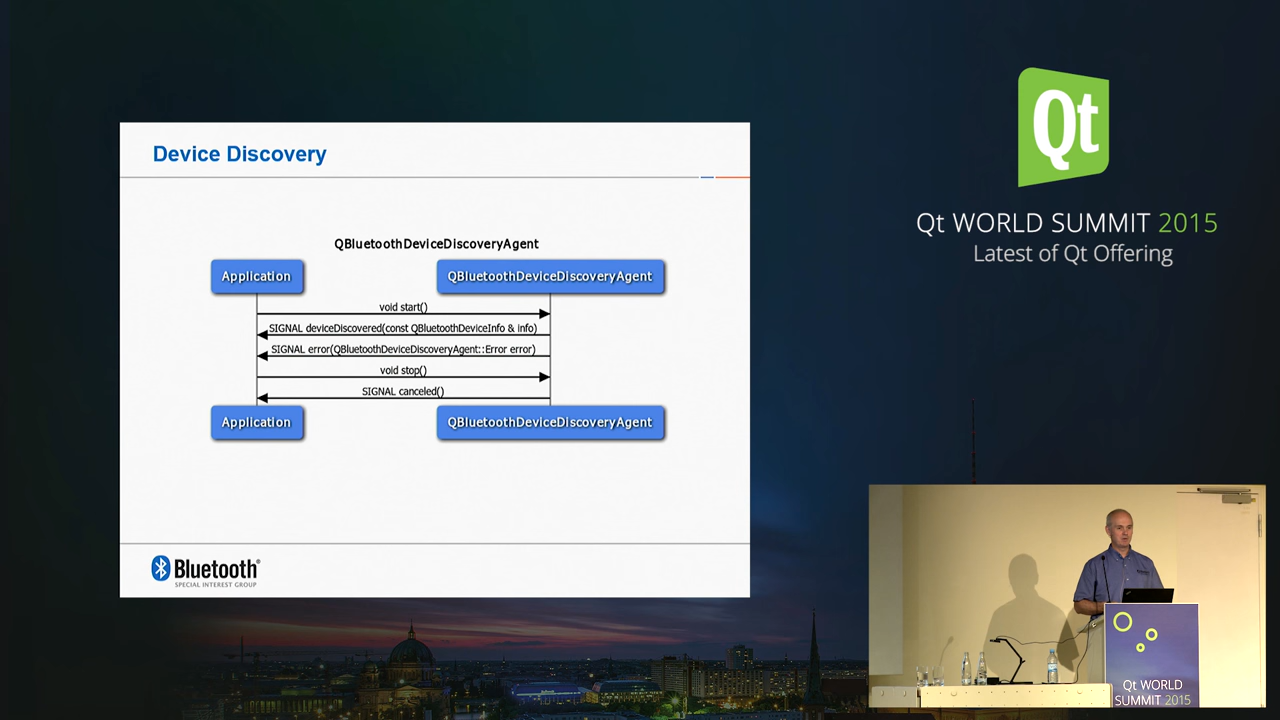 Device Discovery
QBluetoothDeviceDiscoveryAgent
Application
QBluetoothDeviceDiscoveryAgent
void start()
SIGNAL deviceDiscovered(const QBluetoothDeviceInfo & info)
SIGNAL error(QBluetoothDeviceDiscoveryAgent::Error error)
void stop()
SIGNAL canceled()
Application
QBluetoothDeviceDiscoveryAgent
Bluetooth®
SPECIAL INTEREST GROUP
Qt
Qt WORLD SUMMIT 2015
Latest of Qt Offering
Qt WORLD
SUMMIT 2015